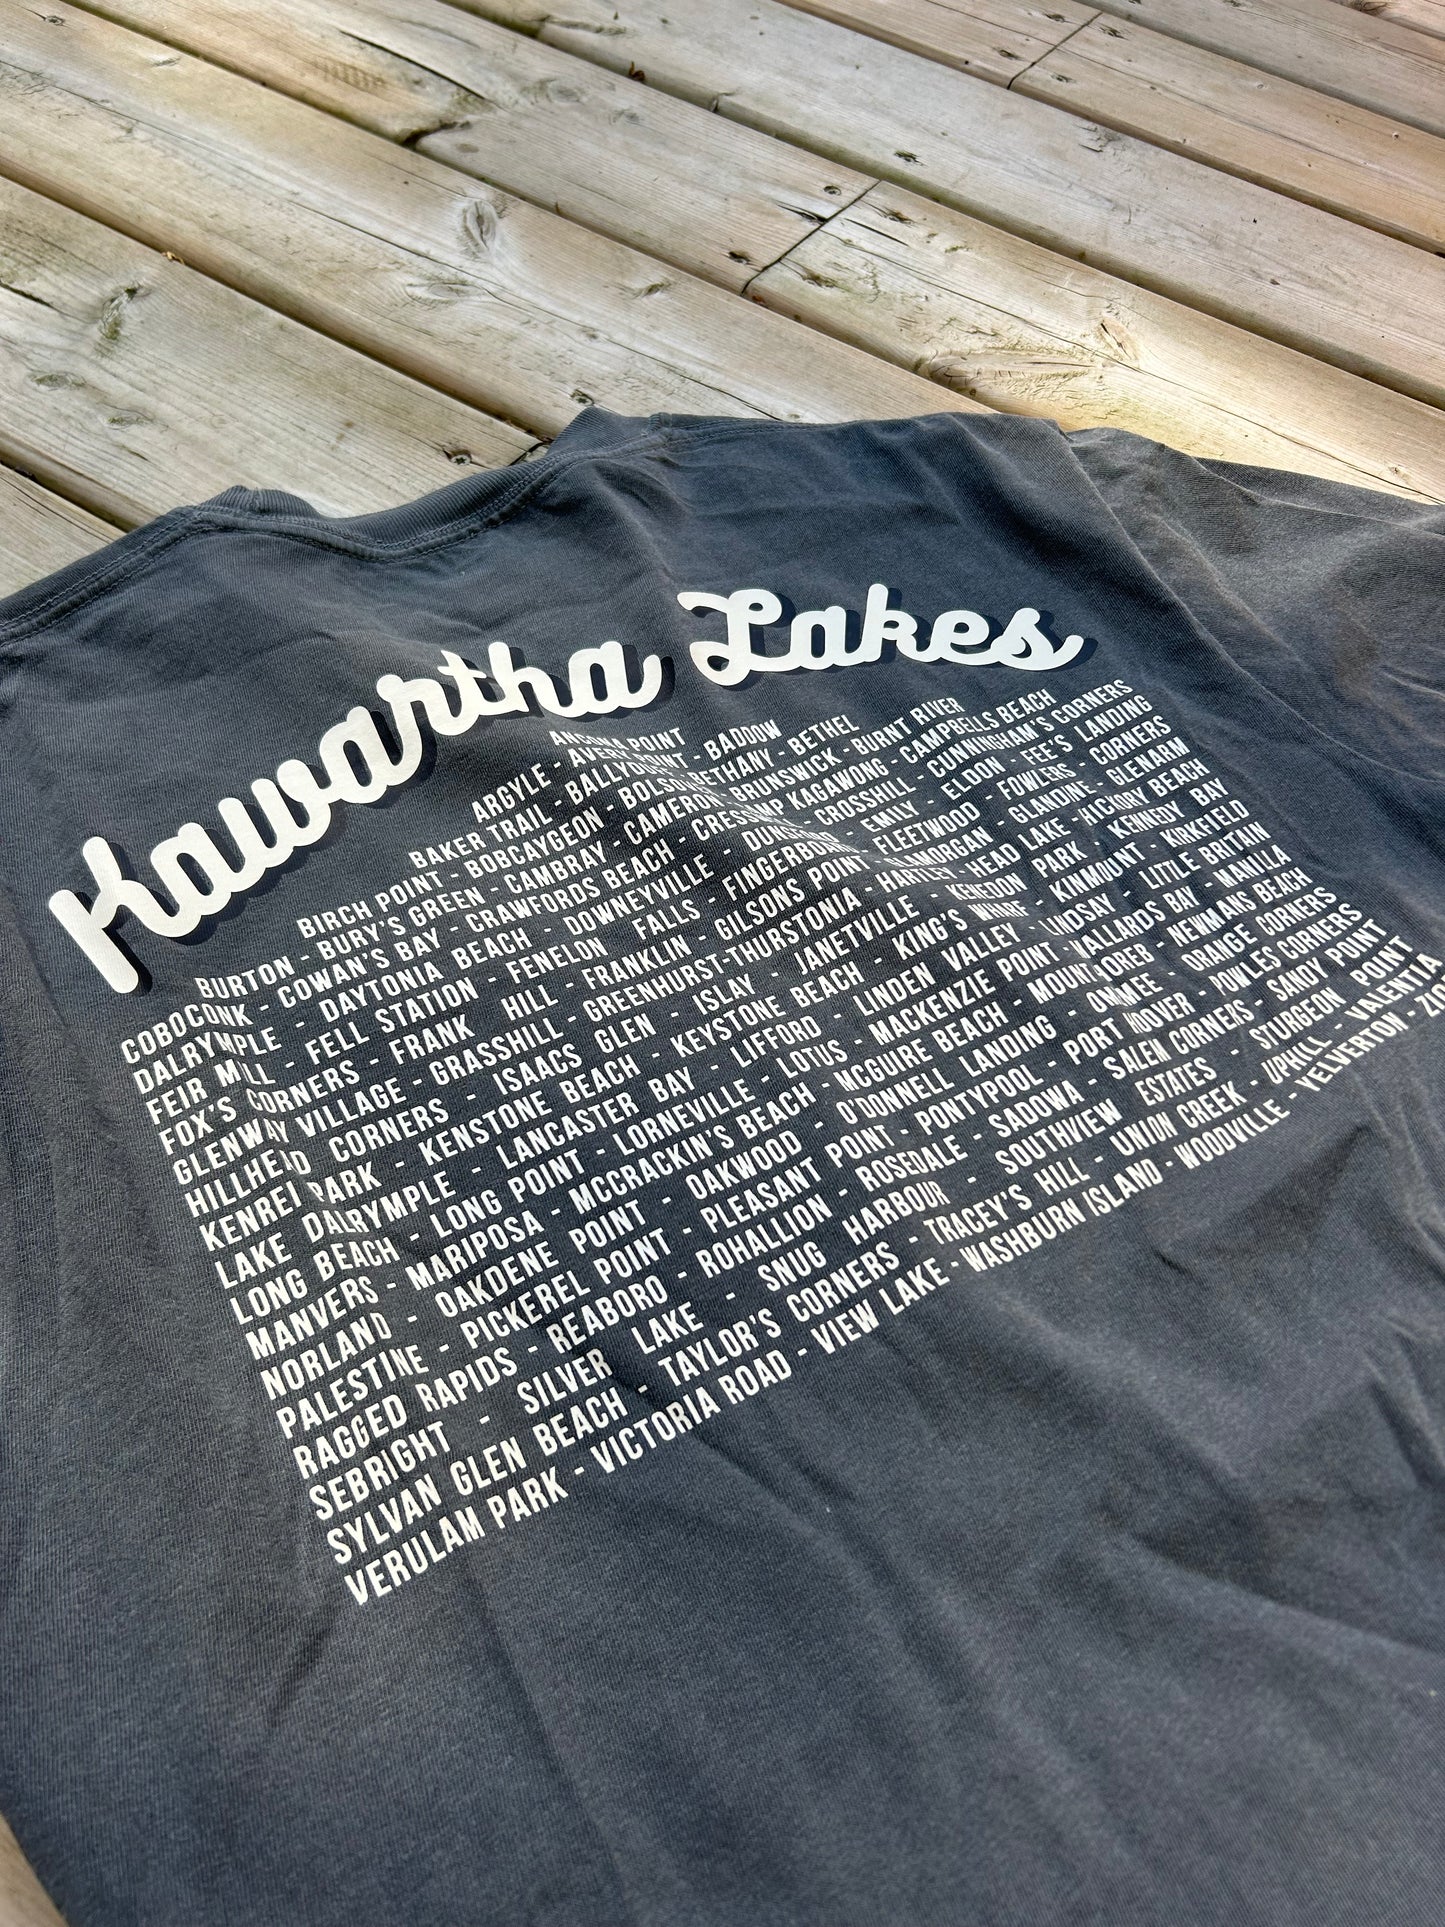 Kawartha Lakes
ANCONA POINT
ARGYLE - AVERY POINT - BADDOW
BAKER TRAIL - BALLYDUFF - BETHANY - BETHEL
BIRCH POINT - BOBCAYGEON - BOLSOVER - BRUNSWICK - BURNT RIVER
BURTON - BURY'S GREEN - CAMBRAY - CAMERON - CAMP KAGAWONG - CAMPBELLS BEACH
COBOCONK - COWAN'S BAY - CRAWFORDS BEACH - CRESSWELL - CROSSHILL - CUNNINGHAM'S CORNERS
DALRYMPLE - DAYTONIA BEACH - DOWNEYVILLE - DUNSFORD - EMILY - ELDON - FEE'S LANDING
FEIR MILL - FELL STATION - FENELON FALLS - FINGERBOARD - FLEETWOOD - FOWLERS CORNERS
FOX'S CORNERS - FRANK HILL - FRANKLIN - GILSONS POINT - GLAMORGAN - GLANDINE - GLENARM
GLENWAY VILLAGE - GRASSHILL - GREENHURST-THURSTONIA - HARTLEY - HEAD LAKE - HICKORY BEACH
HILLHEAD CORNERS - ISAACS GLEN - ISLAY - JANETVILLE - KENEDON PARK - KENNEDY BAY
KENREI PARK - KENSTONE BEACH - KEYSTONE BEACH - KING'S WHARF - KINMOUNT - KIRKFIELD
LAKE DALRYMPLE - LANCASTER BAY - LIFFORD - LINDEN VALLEY - LINDSAY - LITTLE BRITAIN
LONG BEACH - LONG POINT - LORNEVILLE - LOTUS - MACKENZIE POINT - MALLARDS BAY - MANILLA
MANVERS - MARIPOSA - MCCRACKIN'S BEACH - MCGUIRE BEACH - MOUNT HOREB - NEWMANS BEACH
NORLAND - OAKDENE POINT - OAKWOOD - O'DONNELL LANDING - OMEMEE - ORANGE CORNERS
PALESTINE - PICKEREL POINT - PLEASANT POINT - PONTYPOOL - PORT HOOVER - POWLES CORNERS
RAGGED RAPIDS - REABORO - ROHALLION - ROSEDALE - SADOWA - SALEM CORNERS - SANDY POINT
SEBRIGHT - SILVER LAKE - SNUG HARBOUR - SOUTHVIEW ESTATES - STURGEON POINT
SYLVAN GLEN BEACH - TAYLOR'S CORNERS - TRACEY'S HILL - UNION CREEK - UPHILL - VALENTIA
VERULAM PARK - VICTORIA ROAD - VIEW LAKE - WASHBURN ISLAND - WOODVILLE - YELVERTON - ZIO